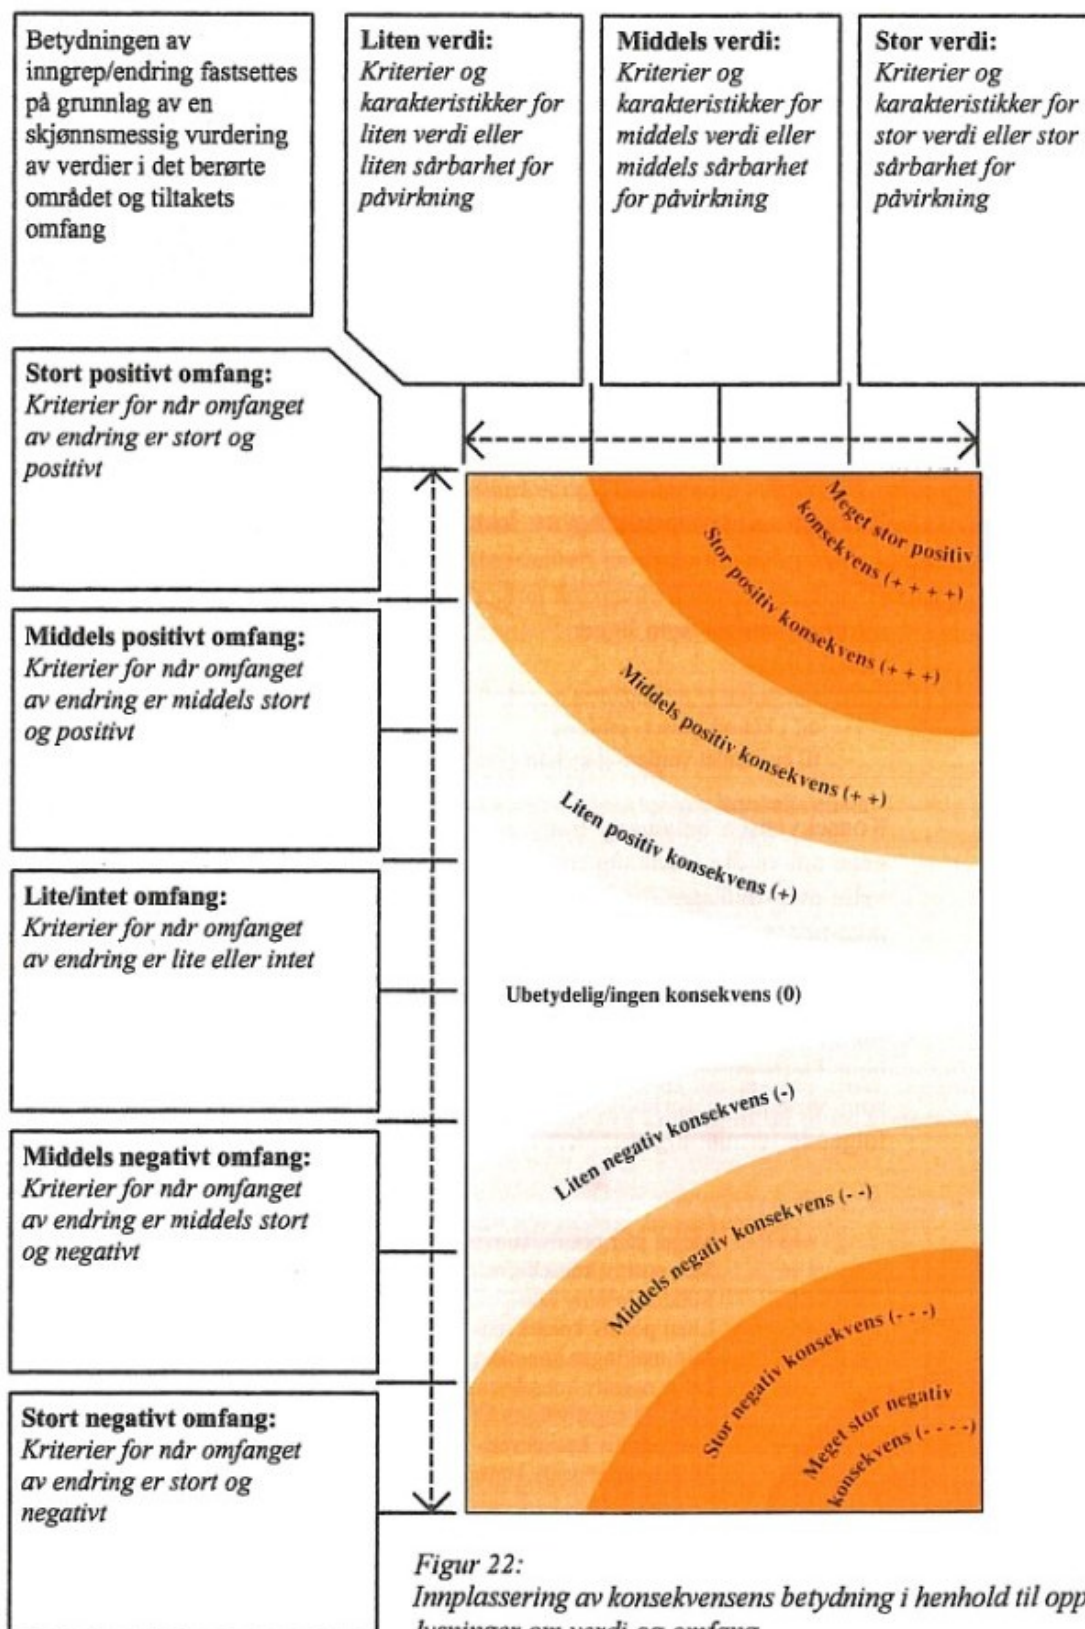 Betydningen av
inngrep/endring fastsettes
på grunnlag av en
skjønnsmessig vurdering
av verdier i det berørte
området og tiltakets
omfang
Liten verdi:
Kriterier og
karakteristikker for
liten verdi eller
liten sårbarhet for
påvirkning
Middels verdi:
Kriterier og
karakteristikker for
middels verdi eller
middels sårbarhet
for påvirkning
Stor verdi:
Kriterier og
karakteristikker for
stor verdi eller stor
sårbarhet for
påvirkning
Stort positivt omfang:
Kriterier for når omfanget
av endring er stort og
positivt
Middels positivt omfang:
Kriterier for når omfanget
av endring er middels stort
og positivt
Lite/intet omfang:
Kriterier for når omfanget
av endring er lite eller intet
Middels negativt omfang:
Kriterier for når omfanget
av endring er middels stort
og negativt
Stort negativt omfang:
Kriterier for når omfanget
av endring er stort og
negativt
Meget stor positiv
konsekvens (+ + + +)
Stor positiv konsekvens (+ + +)
Middels positiv konsekvens (+ +)
Liten positiv konsekvens (+)
Ubetydelig/ingen konsekvens (0)
Liten negativ konsekvens (-)
Middels negativ konsekvens (- -)
Stor negativ konsekvens (- - -)
Meget stor negativ
konsekvens (- - - -)
Figur 22:
Innplassering av konsekvensens betydning i henhold til opp
lysninger om verdi og omfang